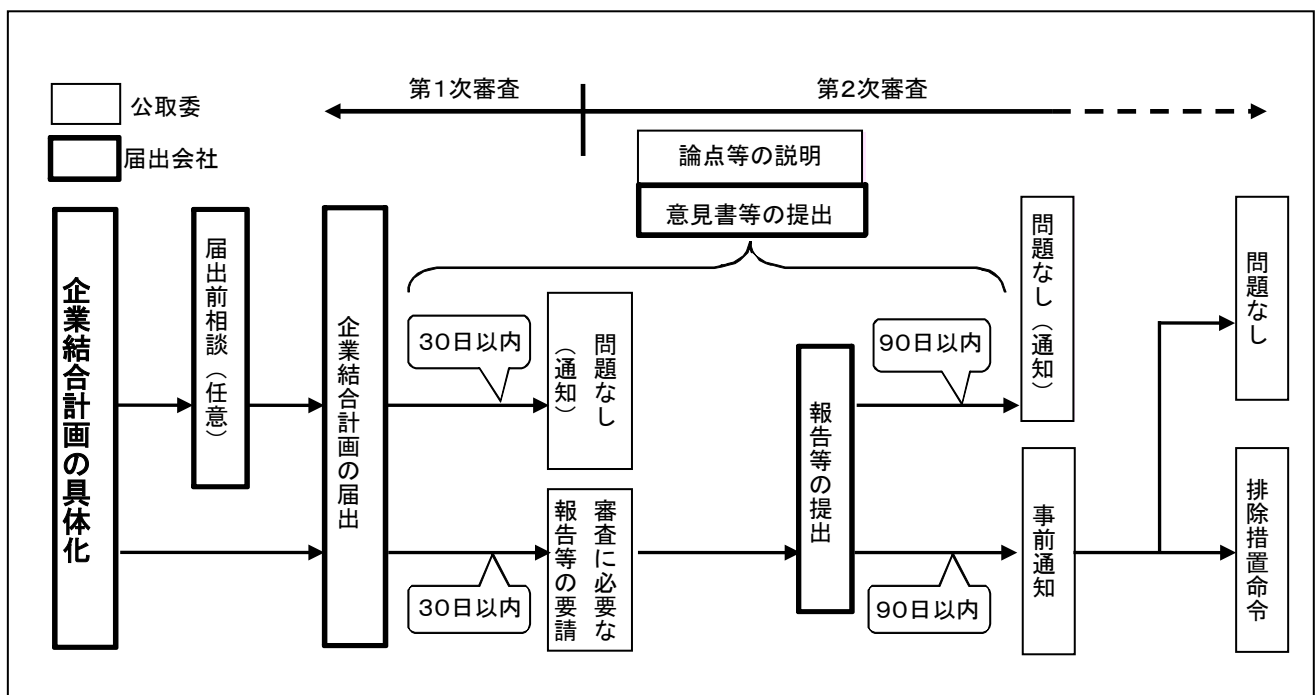 公取委
届出会社
第1次審査
第2次審査
論点等の説明
意見書等の提出
企業結合計画の具体化
届出前相談（任意）
企業結合計画の届出
30日以内
問題なし
（通知）
30日以内
審査に必要な
報告等の要請
報告等の提出
90日以内
問題なし（通知）
90日以内
事前通知
問題なし
排除措置命令